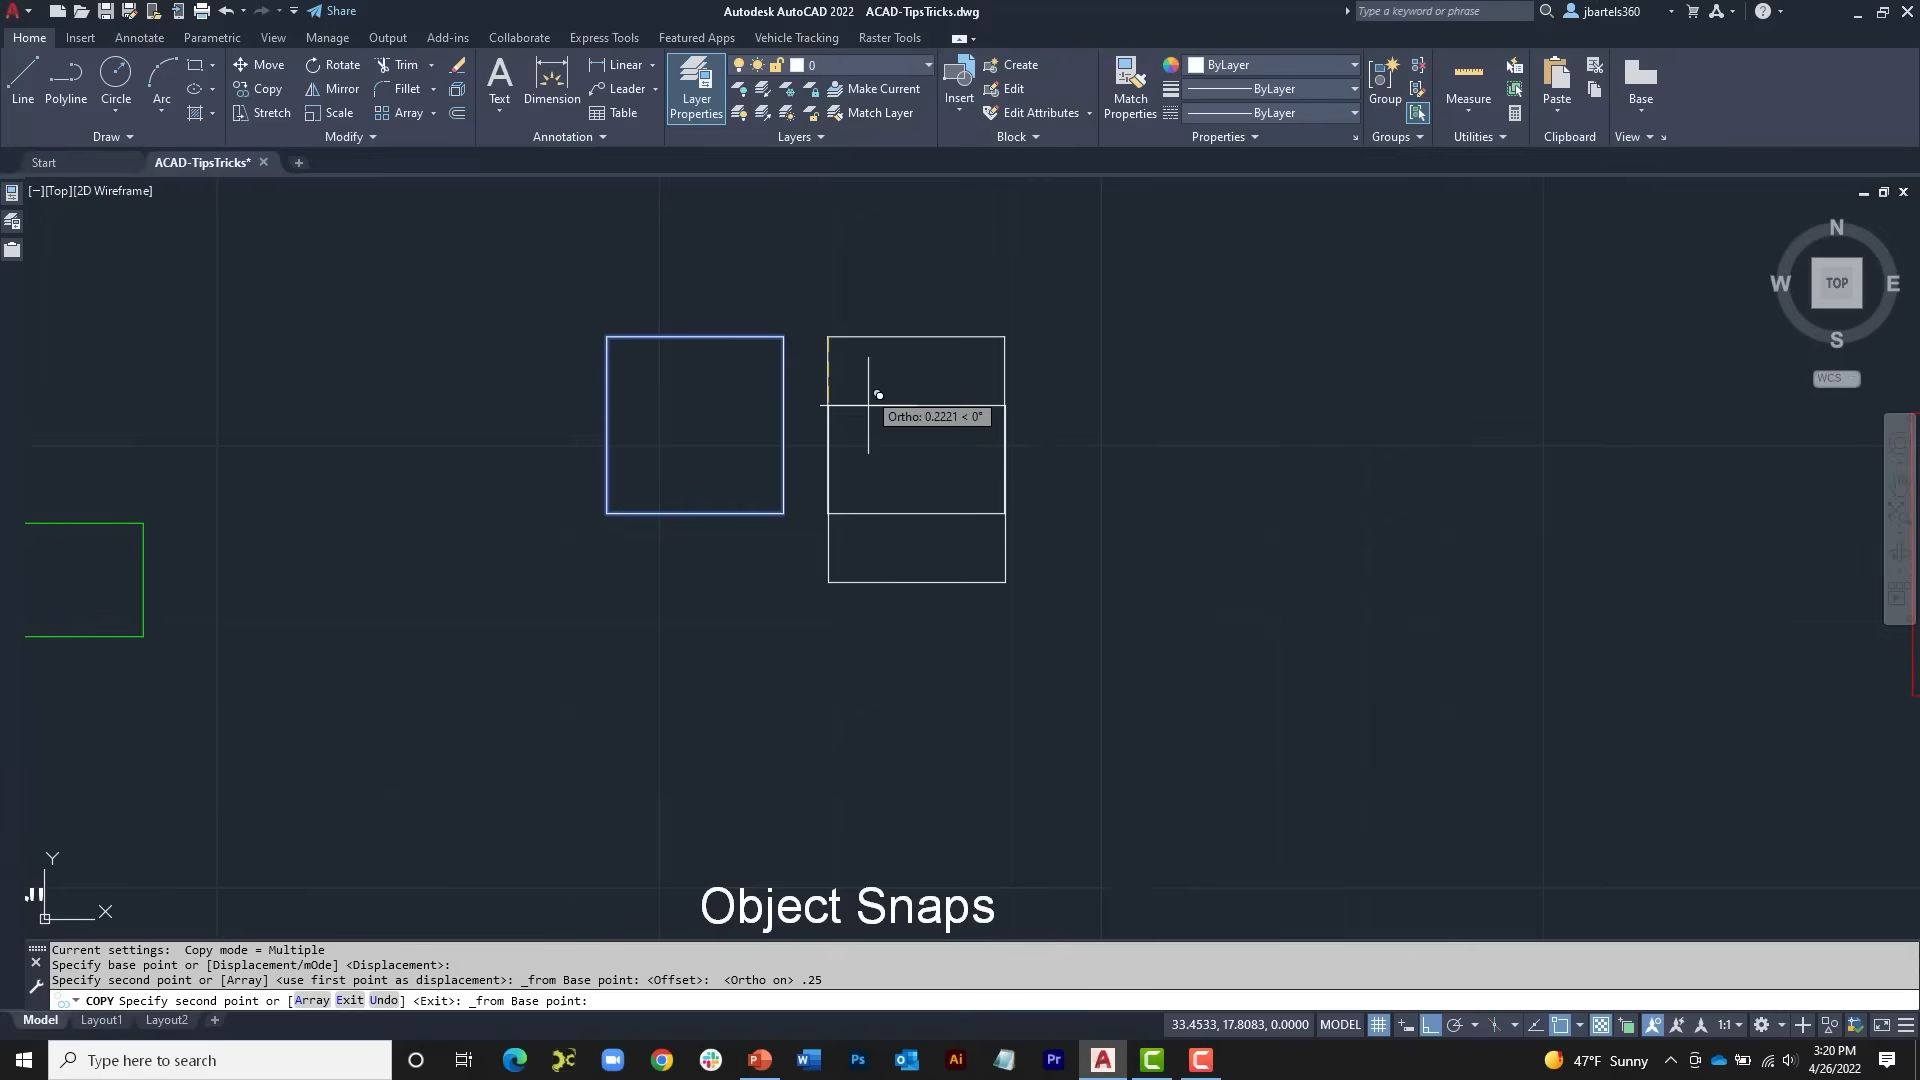 Share
Autodesk AutoCAD 2022 ACAD-TipsTricks.dwg
Type a keyword or phrase
jbartels360
Home Insert Annotate Parametric View Manage Output Add-ins Collaborate Express Tools Featured Apps Vehicle Tracking Raster Tools
Line Polyline Circle Arc
Move Rotate Trim
Copy Mirror Fillet
Stretch Scale Array
Text Dimension
Linear
Leader
Table
Layer
Properties
0
Make Current
Match Layer
Insert
Create
Edit
Edit Attributes
Match
Properties
ByLayer
ByLayer
ByLayer
Group
Measure
Paste
Base
Draw Modify Annotation Layers Block Properties Groups Utilities Clipboard View
Start ACAD-TipsTricks*
[−][Top][2D Wireframe]
N
W TOP E
S
WCS
Ortho: 0.2221 < 0°
Y
X
Object Snaps
Current settings: Copy mode = Multiple
Specify base point or [Displacement/mOde] <Displacement>:
Specify second point or [Array] <use first point as displacement>: _from Base point: <Offset>: <Ortho on> .25
COPY Specify second point or [Array Exit Undo] <Exit>: _from Base point:
Model Layout1 Layout2
33.4533, 17.8083, 0.0000 MODEL 1:1
Type here to search
Ps
Ai
Pr
47°F Sunny
3:20 PM
4/26/2022